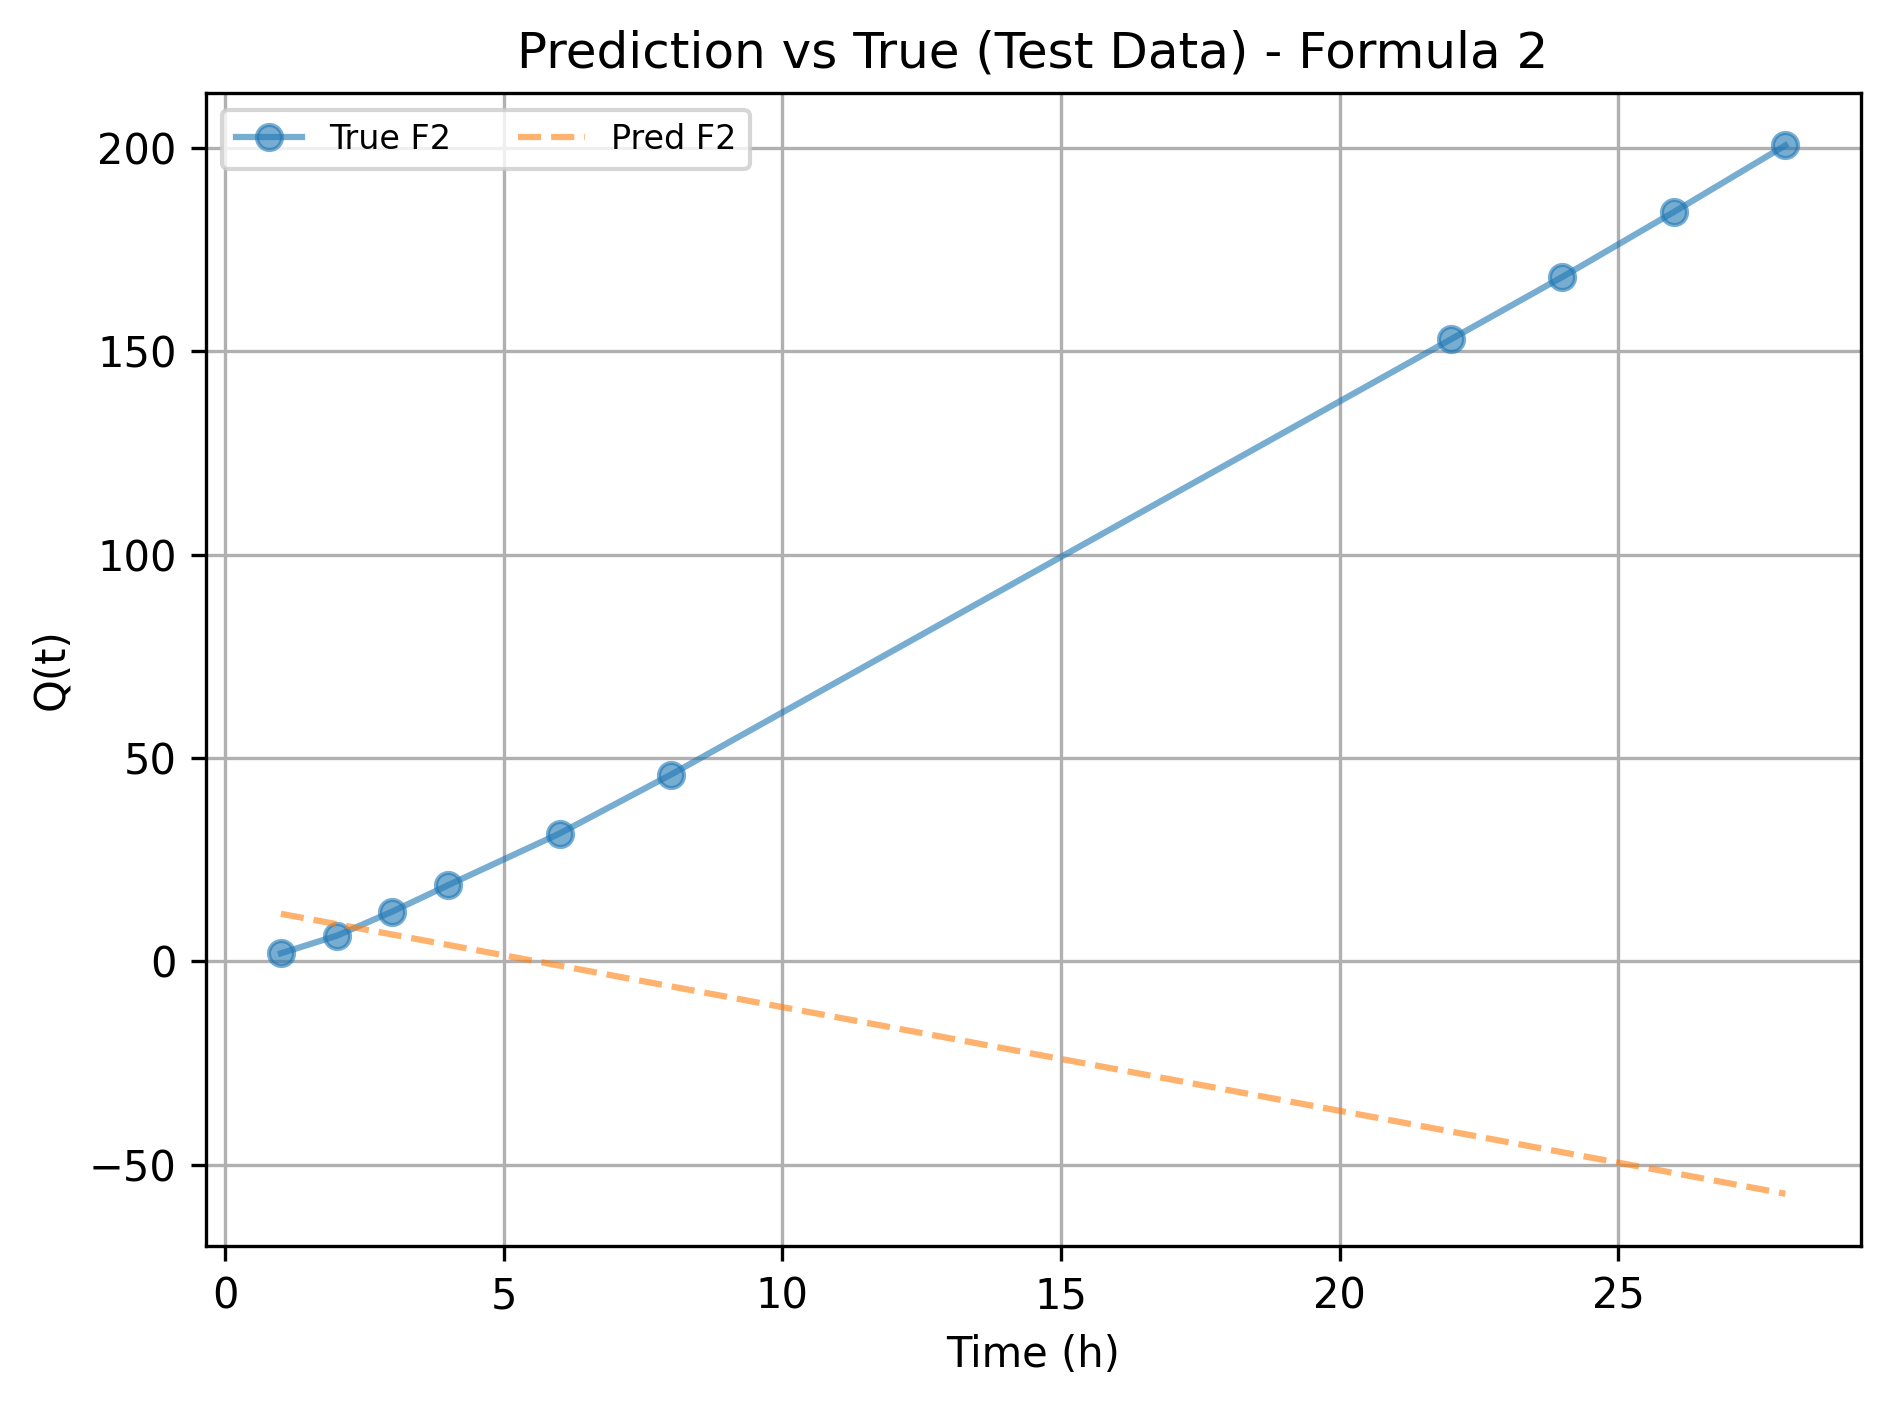 Prediction vs True (Test Data) - Formula 2
True F2 Pred F2
200
150
100
50
0
−50
Q(t)
0 5 10 15 20 25
Time (h)